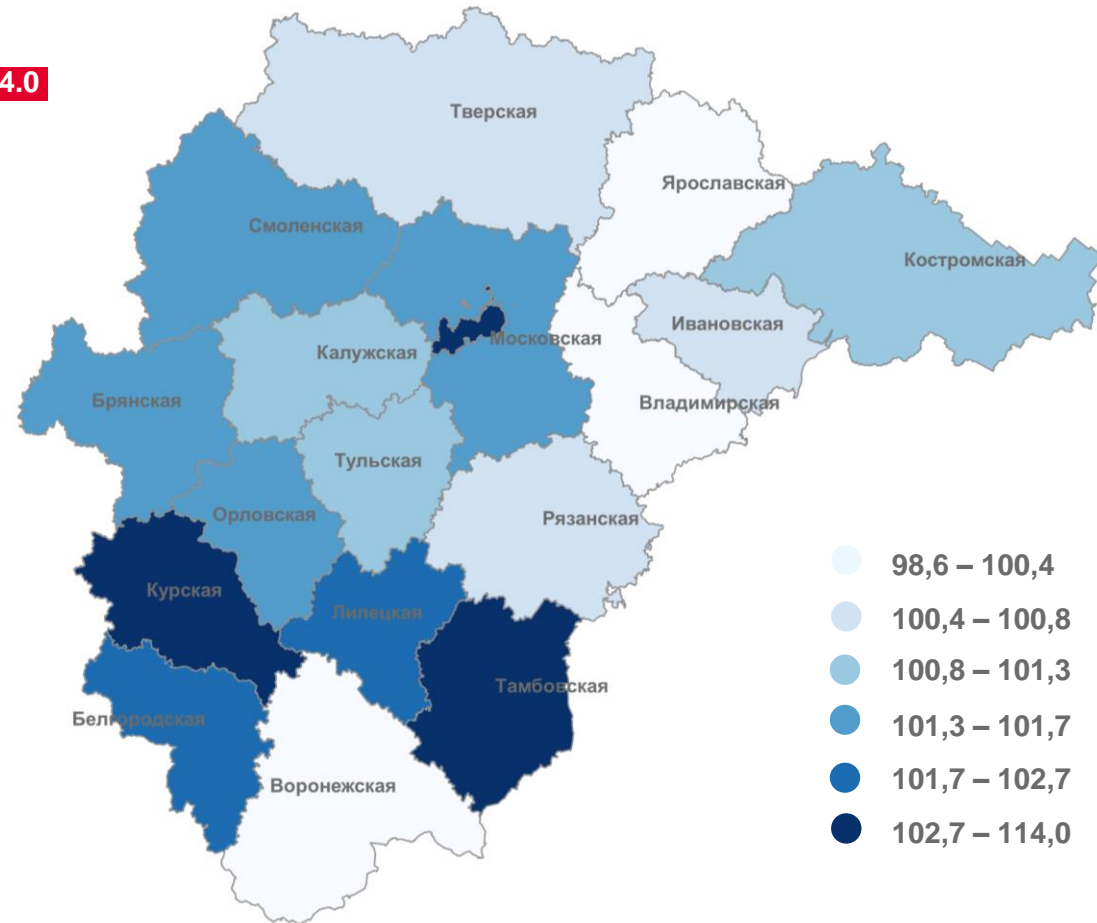 4.0
Тверская
Ярославская
Смоленская
Костромская
Ивановская
Московская
Калужская
Брянская
Владимирская
Тульская
Орловская
Рязанская
Курская
Липецкая
Тамбовская
Белгородская
Воронежская
98,6 – 100,4
100,4 – 100,8
100,8 – 101,3
101,3 – 101,7
101,7 – 102,7
102,7 – 114,0